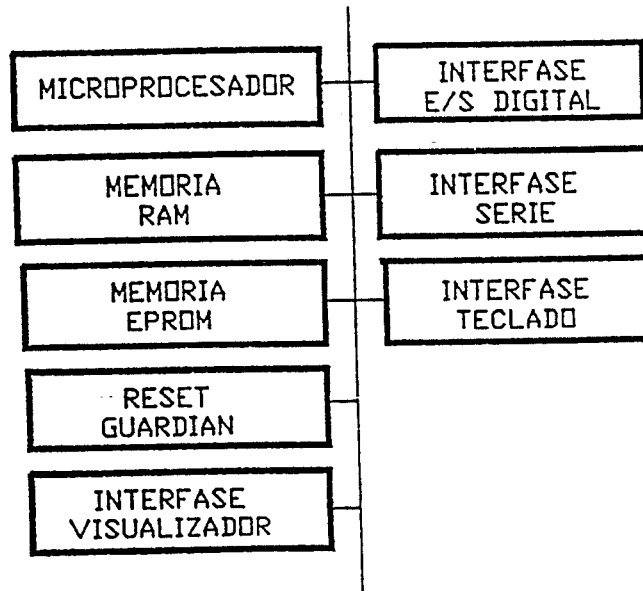 MICROPROCESADOR
INTERFASE
E/S DIGITAL
MEMORIA
RAM
INTERFASE
SERIE
MEMORIA
EPROM
INTERFASE
TECLADO
RESET
GUARDIAN
INTERFASE
VISUALIZADOR